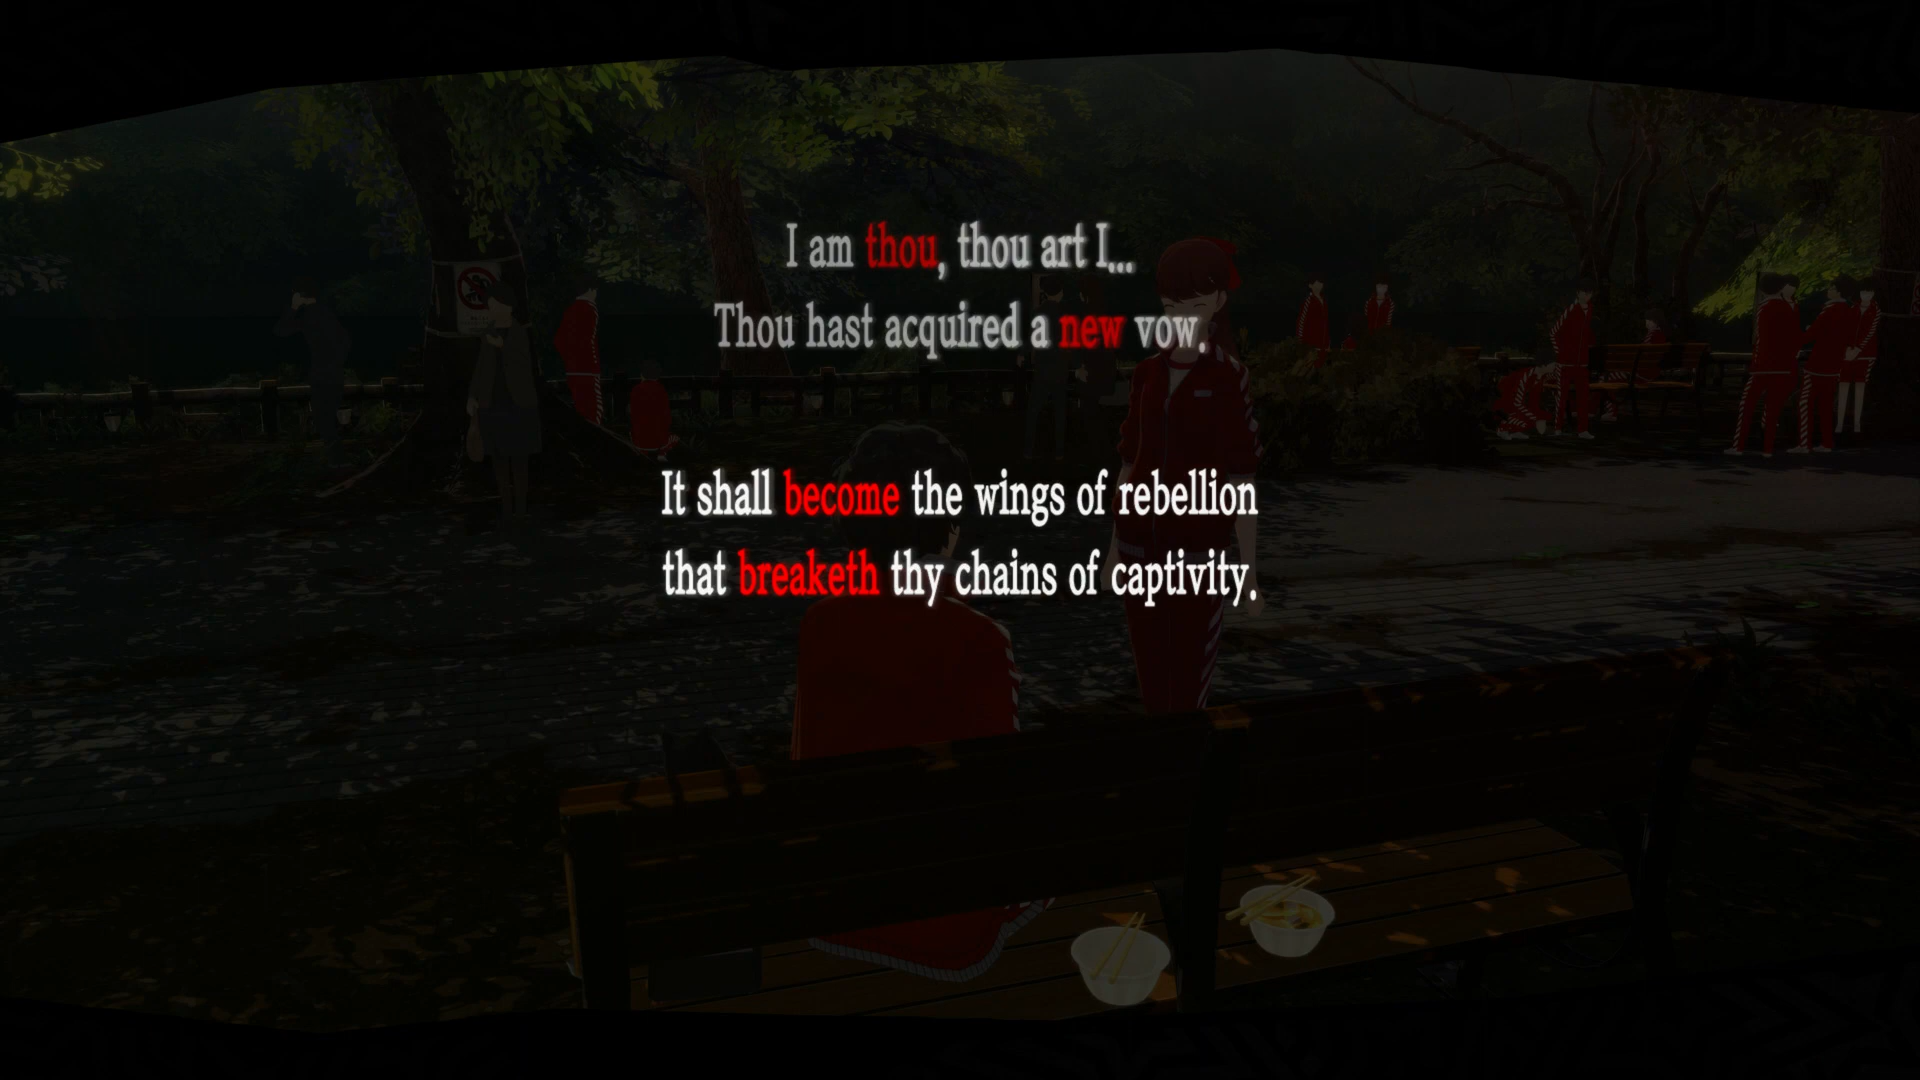 I am thou, thou art I...
Thou hast acquired a new vow.
It shall become the wings of rebellion
that breaketh thy chains of captivity.